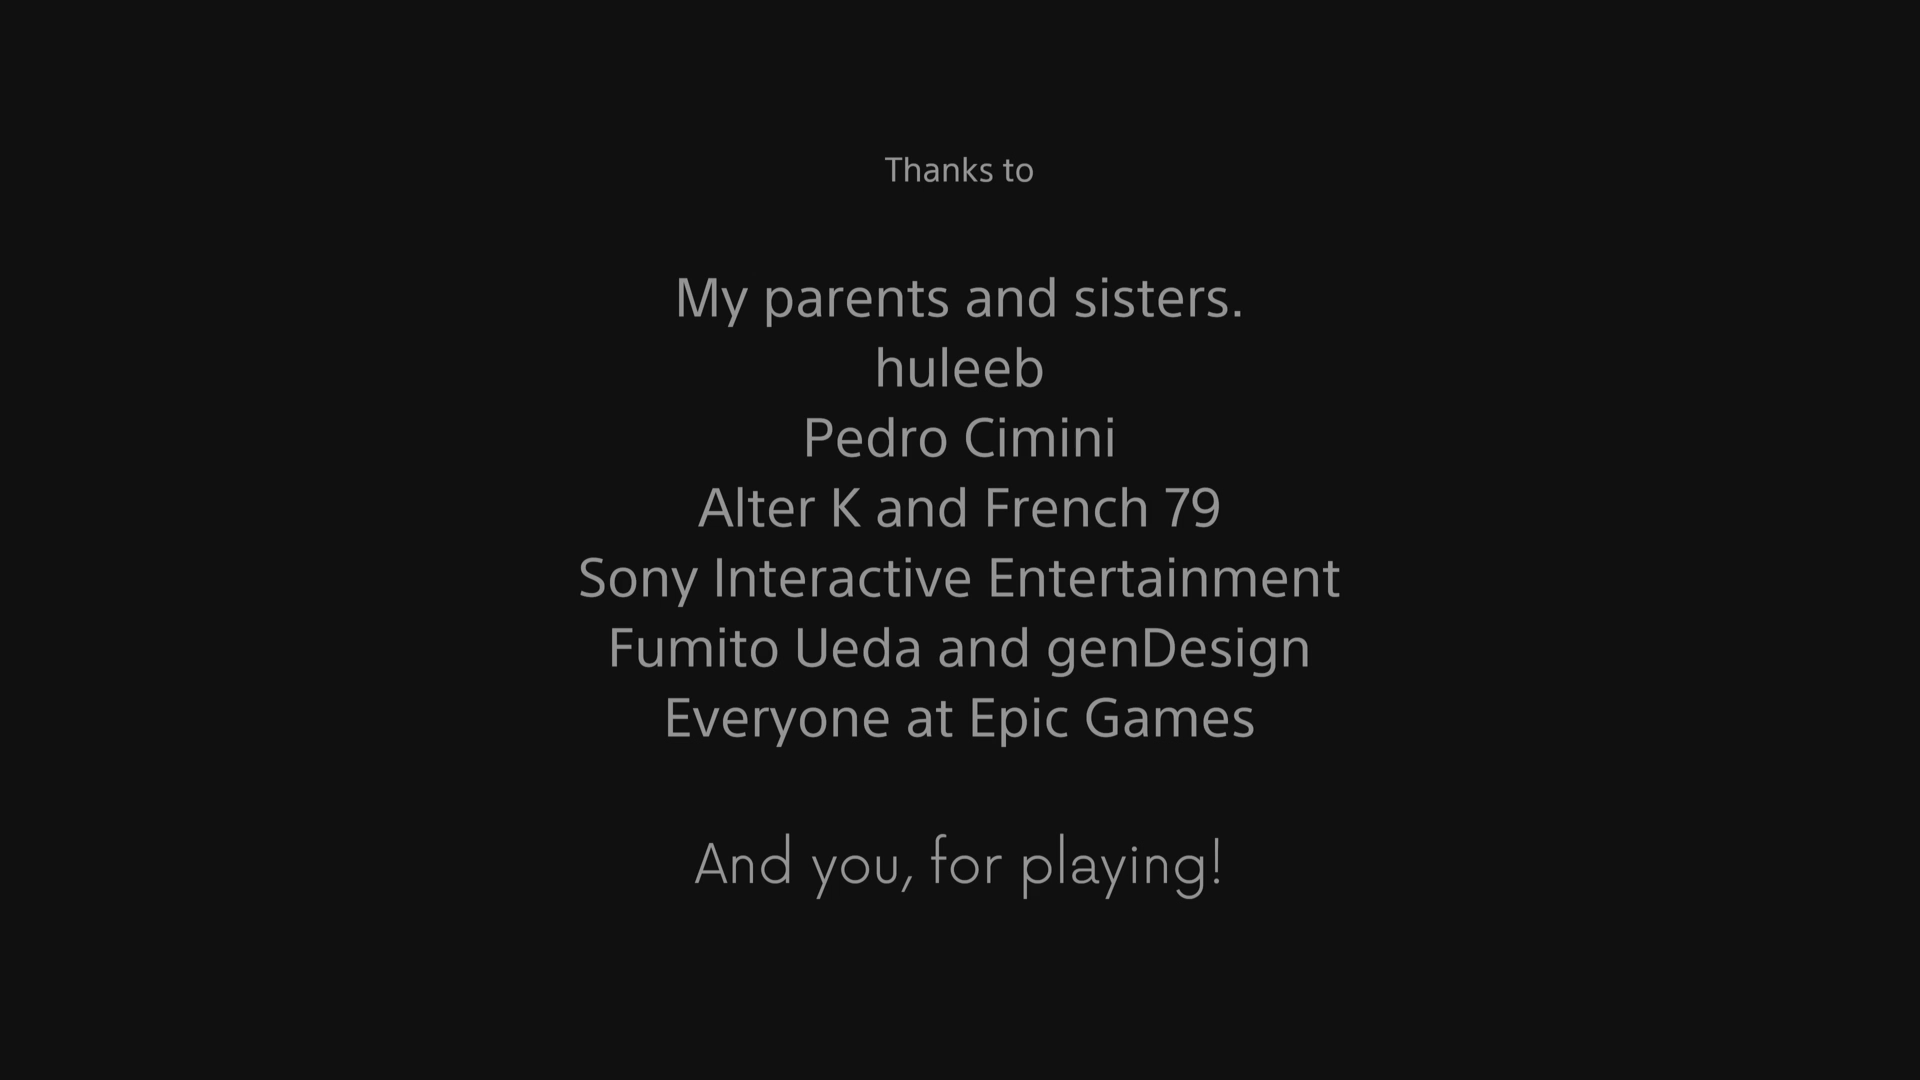 Thanks to
My parents and sisters.
huleeb
Pedro Cimini
Alter K and French 79
Sony Interactive Entertainment
Fumito Ueda and genDesign
Everyone at Epic Games
And you, for playing!